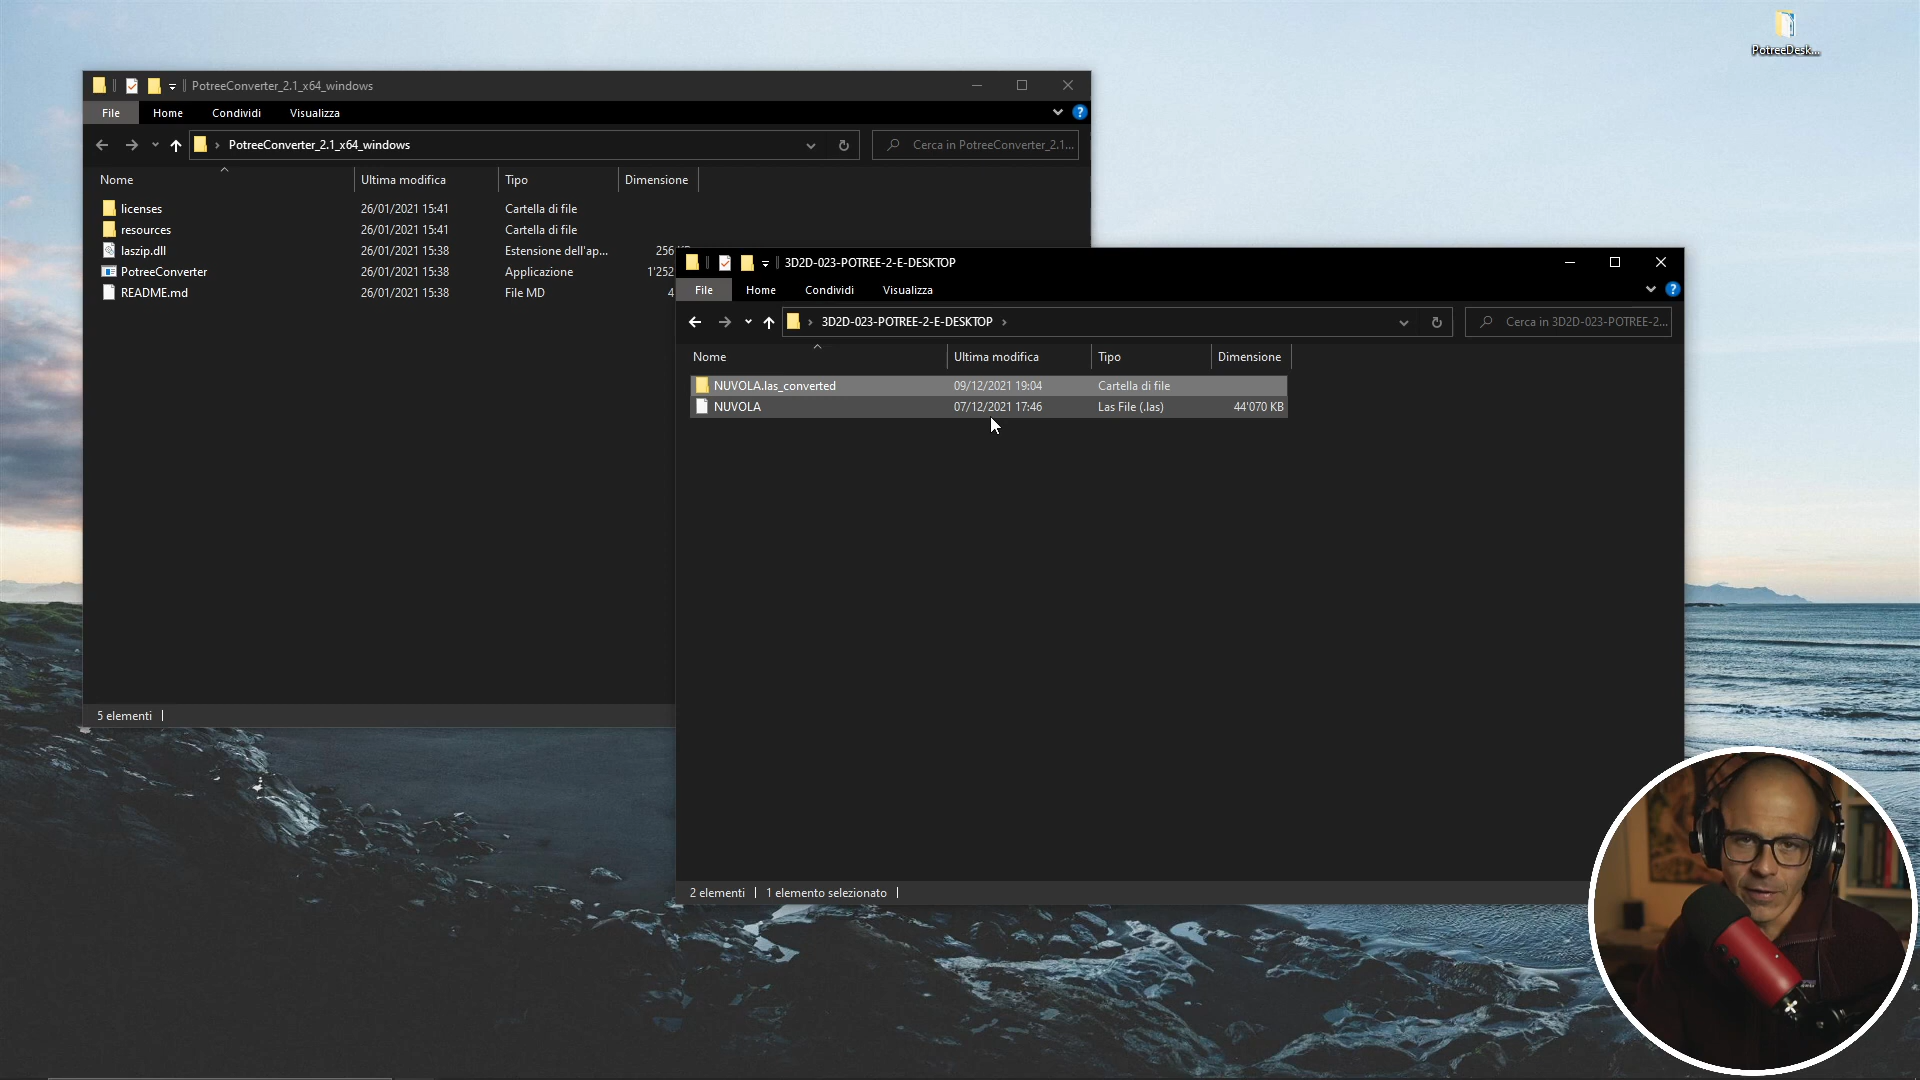 PotreeDesk...
PotreeConverter_2.1_x64_windows
File Home Condividi Visualizza
PotreeConverter_2.1_x64_windows
Cerca in PotreeConverter_2.1...
Nome Ultima modifica Tipo Dimensione
licenses 26/01/2021 15:41 Cartella di file
resources 26/01/2021 15:41 Cartella di file
laszip.dll 26/01/2021 15:38 Estensione dell'ap... 256
PotreeConverter 26/01/2021 15:38 Applicazione 1'252
README.md 26/01/2021 15:38 File MD 4
5 elementi
3D2D-023-POTREE-2-E-DESKTOP
File Home Condividi Visualizza
3D2D-023-POTREE-2-E-DESKTOP
Cerca in 3D2D-023-POTREE-2...
Nome Ultima modifica Tipo Dimensione
NUVOLA.las_converted 09/12/2021 19:04 Cartella di file
NUVOLA 07/12/2021 17:46 Las File (.las) 44'070 KB
2 elementi 1 elemento selezionato